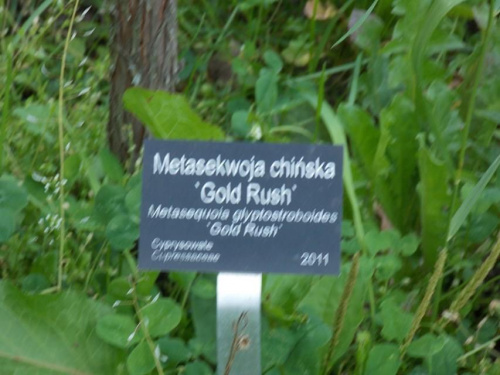 Metasekwoja chińska
'Gold Rush'
Metasequoia glyptostroboides
'Gold Rush'
Cyprysowate
Cupressaceae 2011